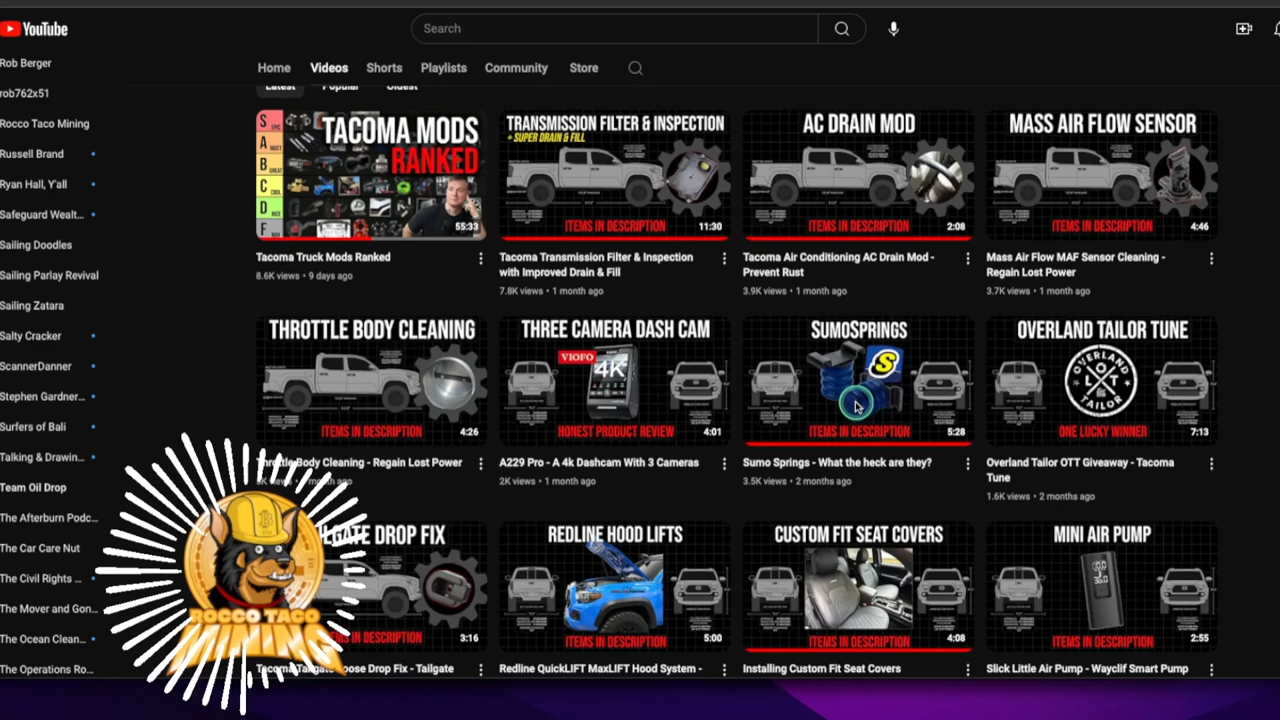 YouTube
Search
Rob Berger
rob762x51
Rocco Taco Mining
Russell Brand
Ryan Hall, Y'all
Safeguard Wealt...
Sailing Doodles
Sailing Parlay Revival
Sailing Zatara
Salty Cracker
ScannerDanner
Stephen Gardner...
Surfers of Bali
Talking & Drawin...
Team Oil Drop
The Afterburn Podc...
The Car Care Nut
The Civil Rights ...
The Mover and Gon...
The Ocean Clean...
The Operations Ro...
Home Videos Shorts Playlists Community Store
Latest Popular Oldest
S
A
B
C
D
F
TACOMA MODS
RANKED
55:33
Tacoma Truck Mods Ranked
8.6K views • 9 days ago
TRANSMISSION FILTER & INSPECTION
+ SUPER DRAIN & FILL
ITEMS IN DESCRIPTION
11:30
Tacoma Transmission Filter & Inspection
with Improved Drain & Fill
7.8K views • 1 month ago
AC DRAIN MOD
ITEMS IN DESCRIPTION
2:08
Tacoma Air Conditioning AC Drain Mod -
Prevent Rust
3.9K views • 1 month ago
MASS AIR FLOW SENSOR
ITEMS IN DESCRIPTION
4:46
Mass Air Flow MAF Sensor Cleaning -
Regain Lost Power
3.7K views • 1 month ago
THROTTLE BODY CLEANING
ITEMS IN DESCRIPTION
4:26
Throttle Body Cleaning - Regain Lost Power
THREE CAMERA DASH CAM
VIOFO
4K
HONEST PRODUCT REVIEW
4:01
A229 Pro - A 4k Dashcam With 3 Cameras
2K views • 1 month ago
SUMOSPRINGS
S
ITEMS IN DESCRIPTION
5:28
Sumo Springs - What the heck are they?
3.5K views • 2 months ago
OVERLAND TAILOR TUNE
OVERLAND
LOT
TAILOR
ONE LUCKY WINNER
7:13
Overland Tailor OTT Giveaway - Tacoma
Tune
1.6K views • 2 months ago
DROP FIX
DESCRIPTION
3:16
Tacoma Tailgate Loose Drop Fix - Tailgate
REDLINE HOOD LIFTS
ITEMS IN DESCRIPTION
5:00
Redline QuickLIFT MaxLIFT Hood System -
CUSTOM FIT SEAT COVERS
ITEMS IN DESCRIPTION
4:08
Installing Custom Fit Seat Covers
MINI AIR PUMP
ITEMS IN DESCRIPTION
2:55
Slick Little Air Pump - Wayclif Smart Pump
ROCCO TACO
MINING